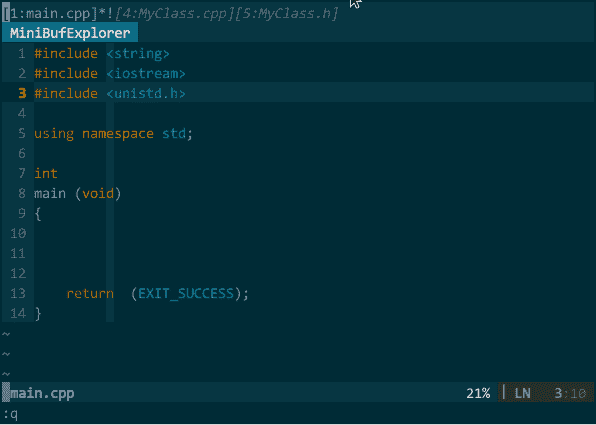 [1:main.cpp]*![4:MyClass.cpp][5:MyClass.h]
MiniBufExplorer
1 #include <string>
2 #include <iostream>
3 #include <unistd.h>
4
5 using namespace std;
6
7 int
8 main (void)
9 {
10
11
12
13     return  (EXIT_SUCCESS);
14 }
~
~
~
main.cpp 21% | LN 3:10
:q